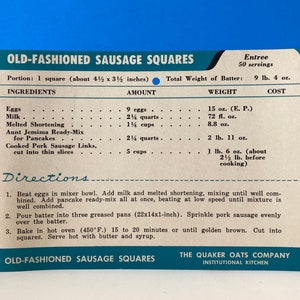 OLD-FASHIONED SAUSAGE SQUARES
Entree
50 servings
Portion: 1 square (about 4½ x 3½ inches) • Total Weight of Batter: 9 lb. 4 oz.
INGREDIENTS AMOUNT WEIGHT COST
Eggs 9 eggs 15 oz. (E. P.)
Milk 2¼ quarts 72 fl. oz.
Melted Shortening 1¼ cups 8.8 oz.
Aunt Jemima Ready-Mix
for Pancakes 2¼ quarts 2 lb. 11 oz.
Cooked Pork Sausage Links,
cut into thin slices 5 cups 1 lb. 6 oz. (about
2½ lb. before
cooking)
Directions
1. Beat eggs in mixer bowl. Add milk and melted shortening, mixing until well com-
bined. Add pancake ready-mix all at once, beating at low speed until mixture is
well combined.
2. Pour batter into three greased pans (22x14x1-inch). Sprinkle pork sausage evenly
over the batter.
3. Bake in hot oven (450°F.) 15 to 20 minutes or until golden brown. Cut into
squares. Serve hot with butter and syrup.
OLD-FASHIONED SAUSAGE SQUARES
THE QUAKER OATS COMPANY
INSTITUTIONAL KITCHEN